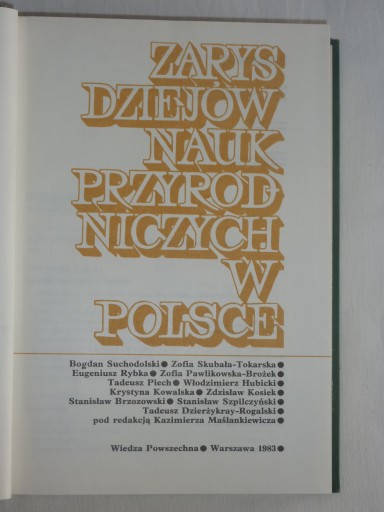 ZARYS
DZIEJÓW
NAUK
PRZYROD-
NICZYCH
W
POLSCE
Bogdan Suchodolski ● Zofia Skubała-Tokarska ●
Eugeniusz Rybka ● Zofia Pawlikowska-Brożek ●
Tadeusz Piech ● Włodzimierz Hubicki ●
Krystyna Kowalska ● Zdzisław Kosiek ●
Stanisław Brzozowski ● Stanisław Szpilczyński ●
Tadeusz Dzierżykray-Rogalski ●
pod redakcją Kazimierza Maślankiewicza ●
Wiedza Powszechna ● Warszawa 1983 ●